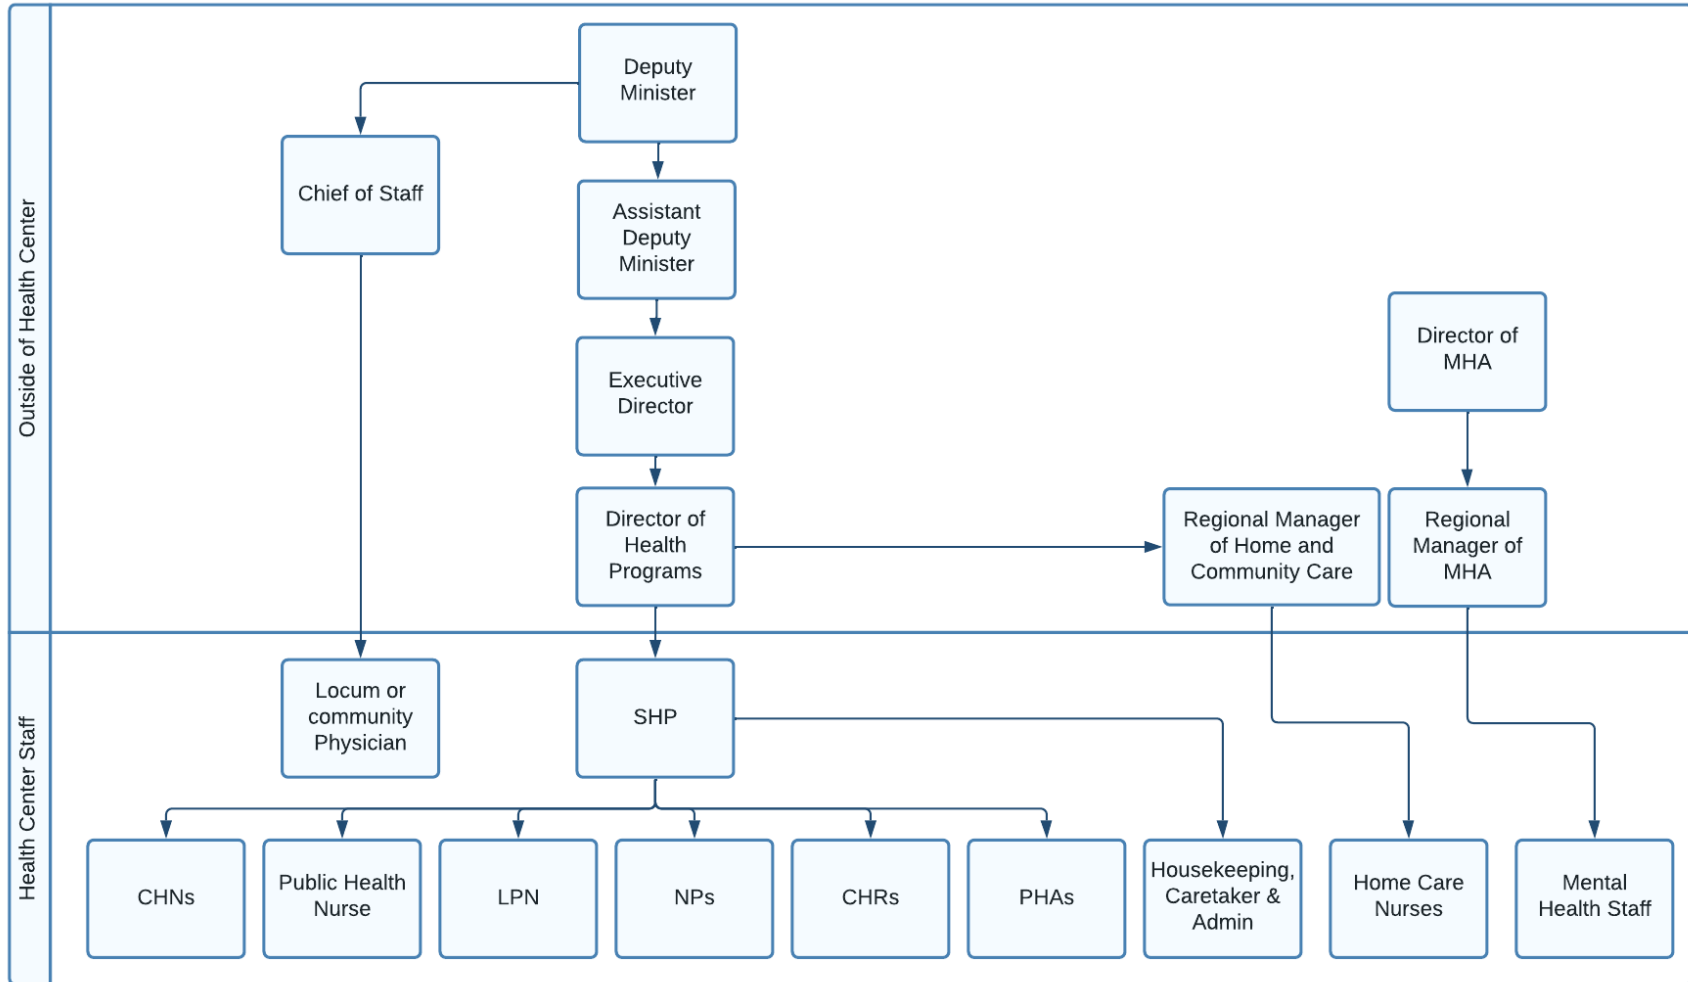 Outside of Health Center
Deputy
Minister
Chief of Staff
Assistant
Deputy
Minister
Executive
Director
Director of
MHA
Director of
Health
Programs
Regional Manager
of Home and
Community Care
Regional
Manager of
MHA
Health Center Staff
Locum or
community
Physician
SHP
CHNs
Public Health
Nurse
LPN
NPs
CHRs
PHAs
Housekeeping,
Caretaker &
Admin
Home Care
Nurses
Mental
Health Staff